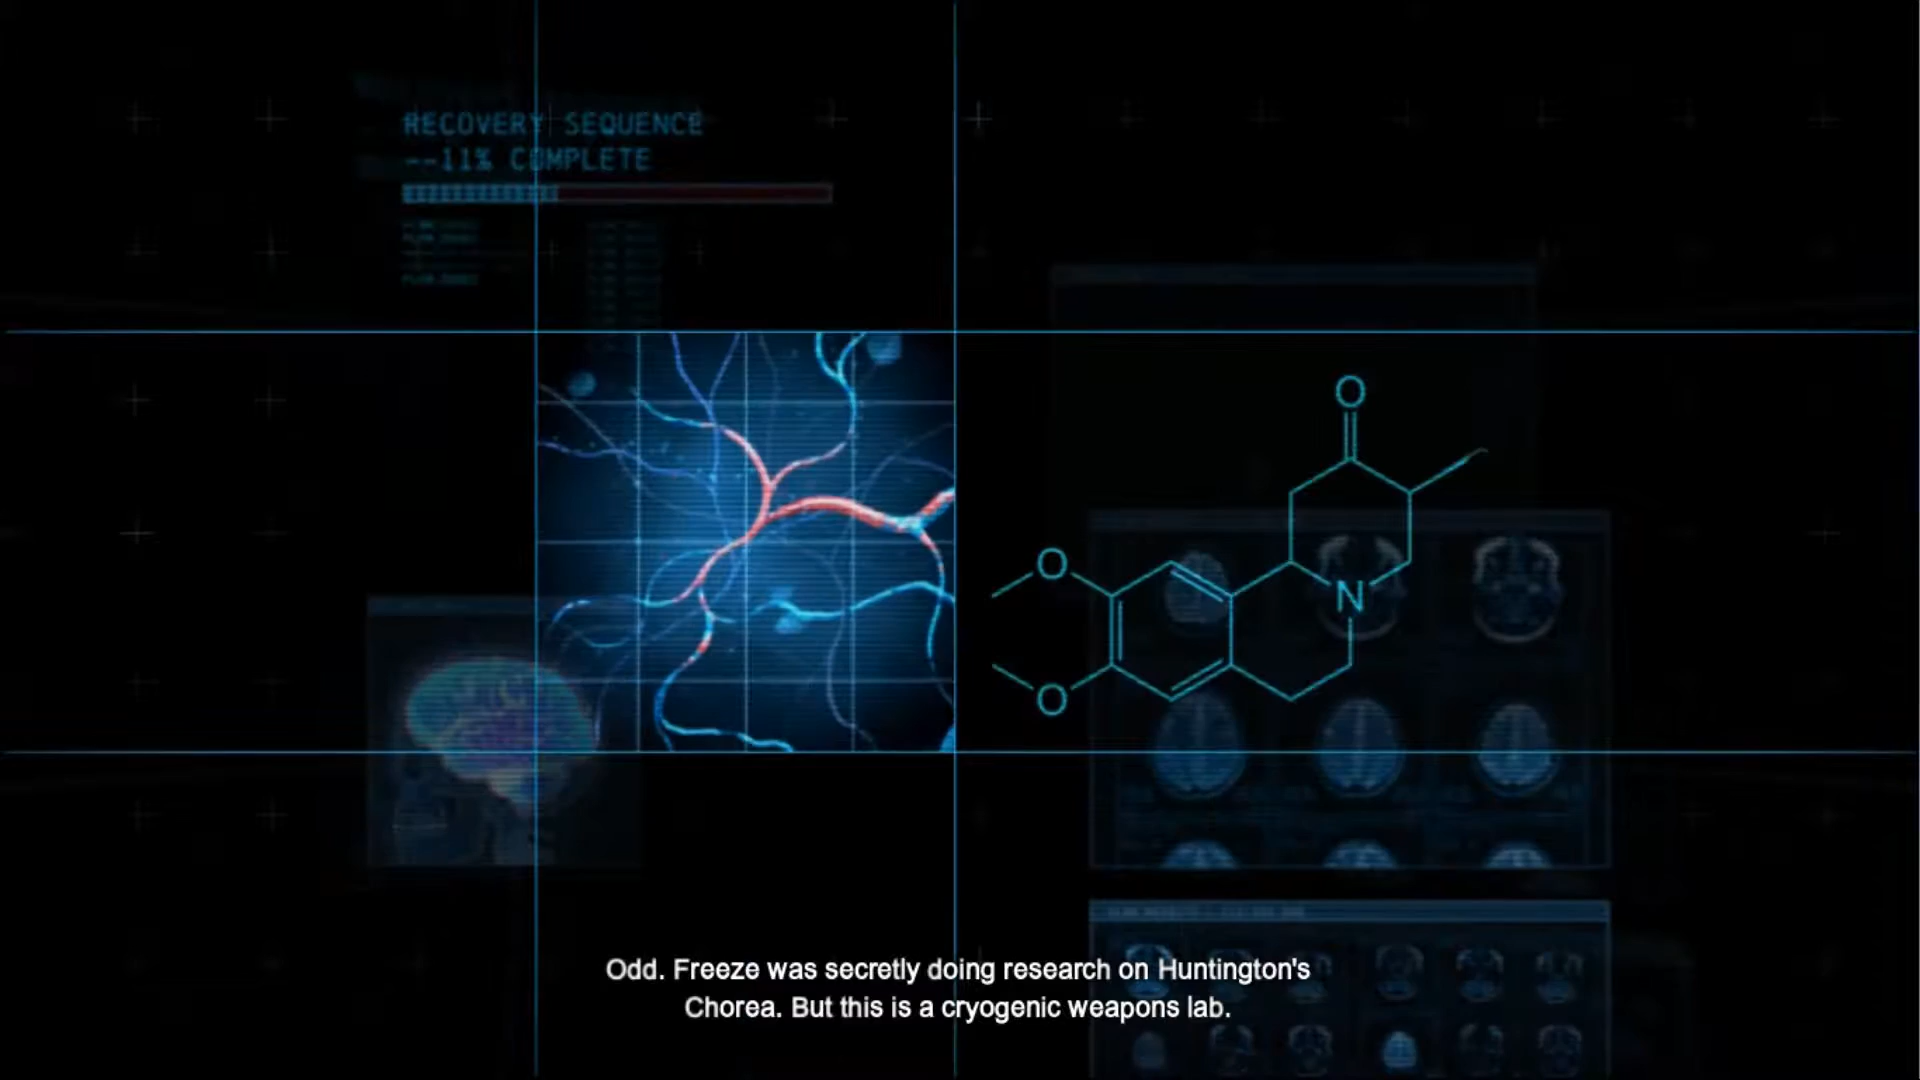 RECOVERY SEQUENCE
--11% COMPLETE
O
N
O
O
Odd. Freeze was secretly doing research on Huntington's
Chorea. But this is a cryogenic weapons lab.